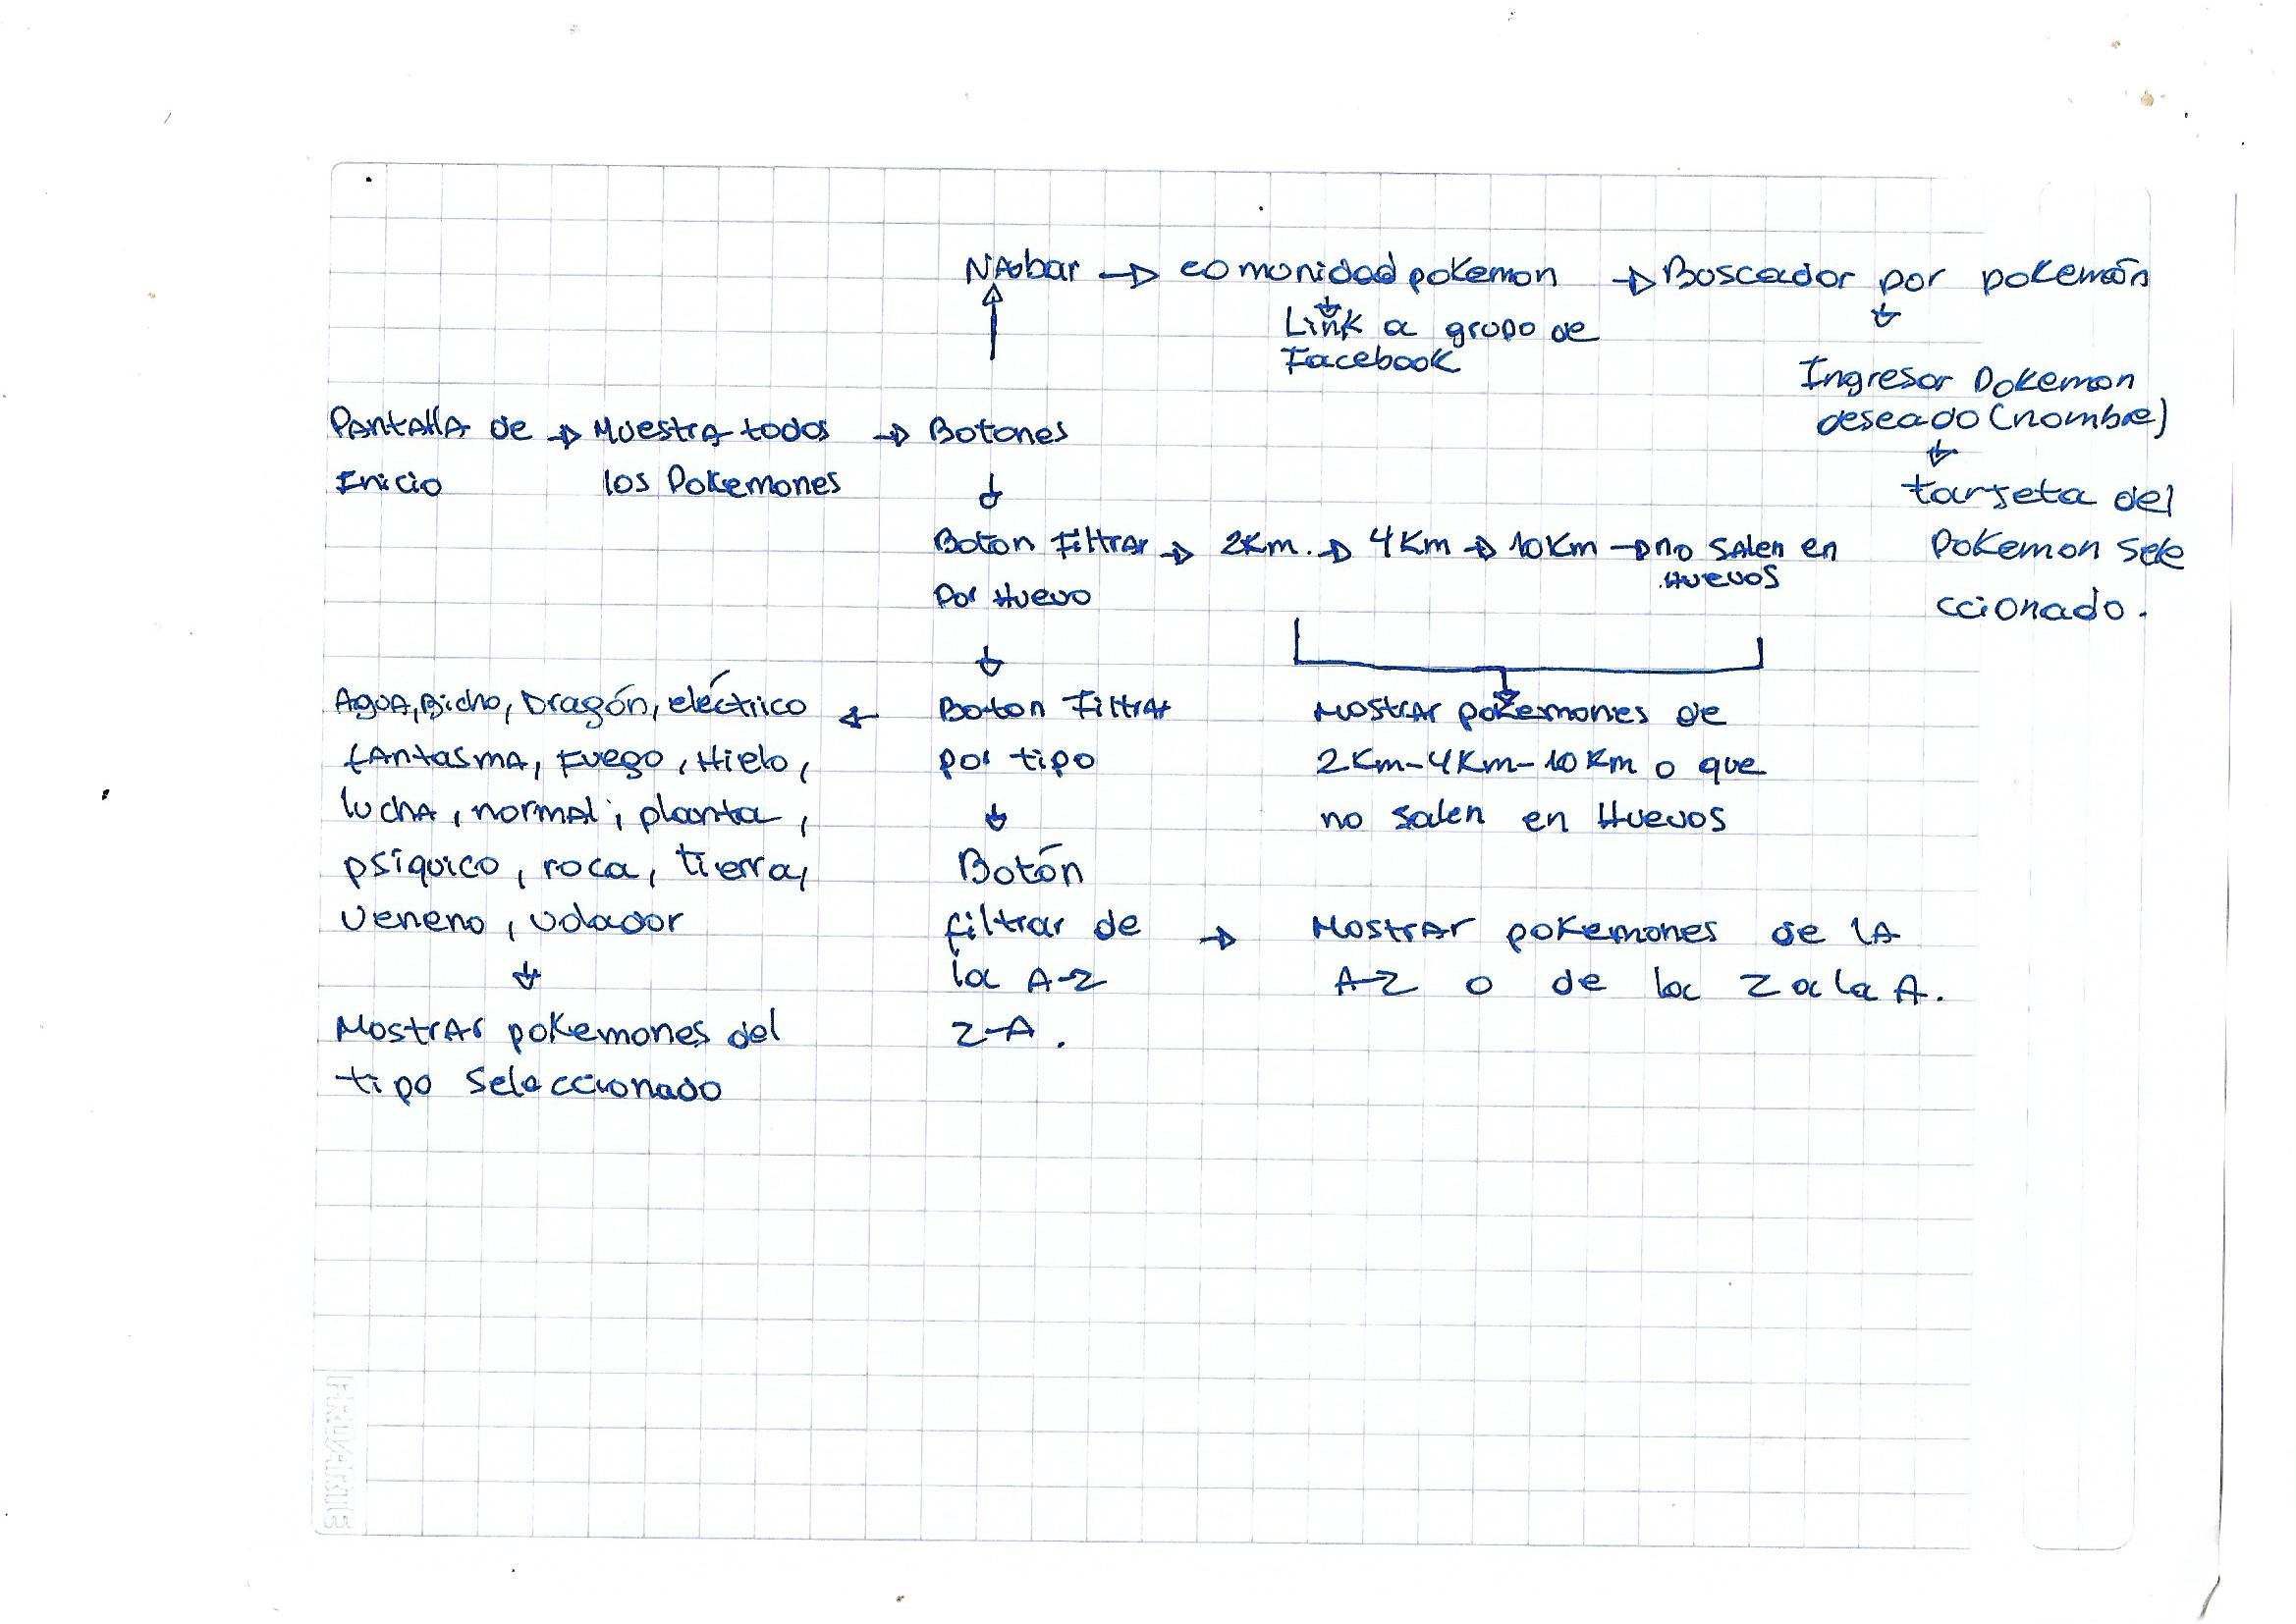 Nabbar → comunidad pokemon → Buscador por pokemón
Link a grupo de
Facebook
Ingresar Pokemon
deseado (nombre)
tarjeta del
Pokemon sele
ccionado.
Pantalla de → Muestra todos → Botones
Inicio los Pokemones
Boton Filtrar → 2Km. → 4Km → 10Km → no salen en
Huevos
Por Huevo
Agua, Bicho, Dragón, eléctrico ← Boton Filtrar
fantasma, Fuego, Hielo, por tipo
lucha, normal, planta,
psiquico, roca, tierra,
veneno, volador
Mostrar pokemones del
tipo seleccionado
Botón
filtrar de
la A-Z
Z-A.
Mostrar pokemones de
2Km-4Km-10Km o que
no salen en Huevos
→ Mostrar pokemones de la
A-Z o de la Z a la A.